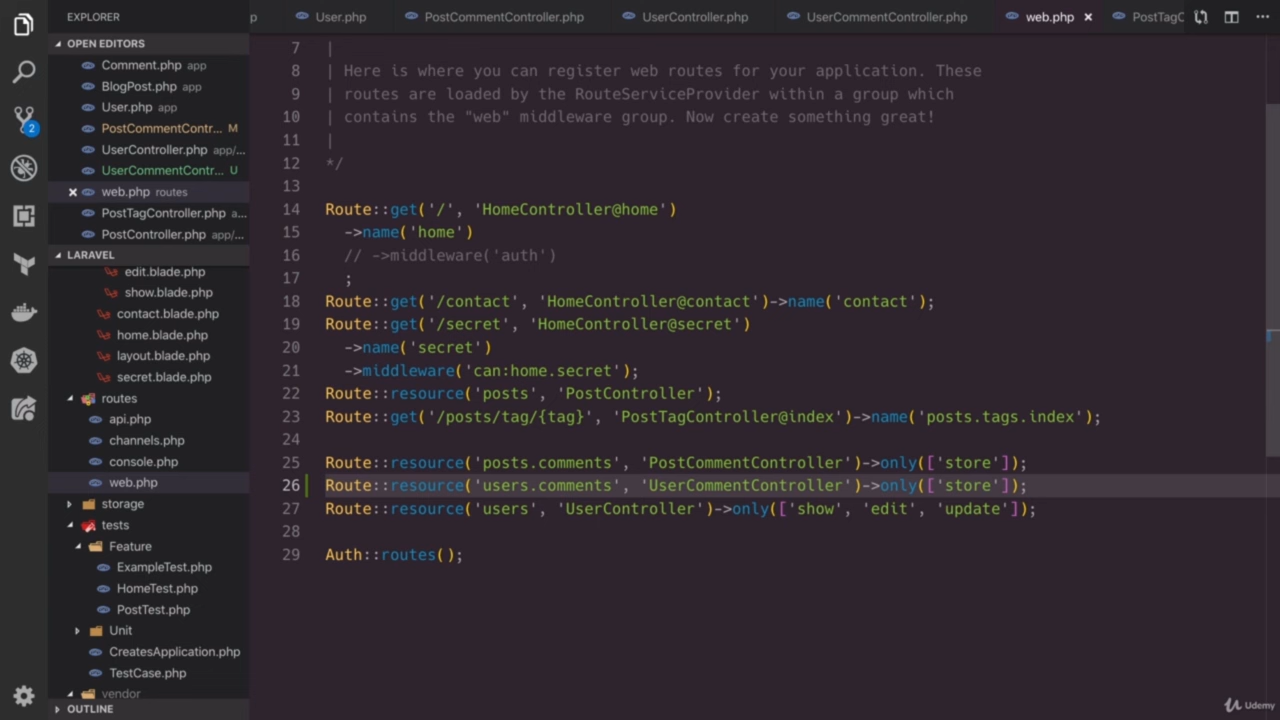 EXPLORER
OPEN EDITORS
Comment.php app
BlogPost.php app
User.php app
PostCommentContr... M
UserController.php app/...
UserCommentContr... U
web.php routes
PostTagController.php a...
PostController.php app/...
LARAVEL
edit.blade.php
show.blade.php
contact.blade.php
home.blade.php
layout.blade.php
secret.blade.php
routes
api.php
channels.php
console.php
web.php
storage
tests
Feature
ExampleTest.php
HomeTest.php
PostTest.php
Unit
CreatesApplication.php
TestCase.php
vendor
OUTLINE
2
p User.php PostCommentController.php UserController.php UserCommentController.php web.php PostTagC
7 |
8 | Here is where you can register web routes for your application. These
9 | routes are loaded by the RouteServiceProvider within a group which
10 | contains the "web" middleware group. Now create something great!
11 |
12 */
13
14 Route::get('/', 'HomeController@home')
15 ->name('home')
16 // ->middleware('auth')
17 ;
18 Route::get('/contact', 'HomeController@contact')->name('contact');
19 Route::get('/secret', 'HomeController@secret')
20 ->name('secret')
21 ->middleware('can:home.secret');
22 Route::resource('posts', 'PostController');
23 Route::get('/posts/tag/{tag}', 'PostTagController@index')->name('posts.tags.index');
24
25 Route::resource('posts.comments', 'PostCommentController')->only(['store']);
26 Route::resource('users.comments', 'UserCommentController')->only(['store']);
27 Route::resource('users', 'UserController')->only(['show', 'edit', 'update']);
28
29 Auth::routes();
Udemy